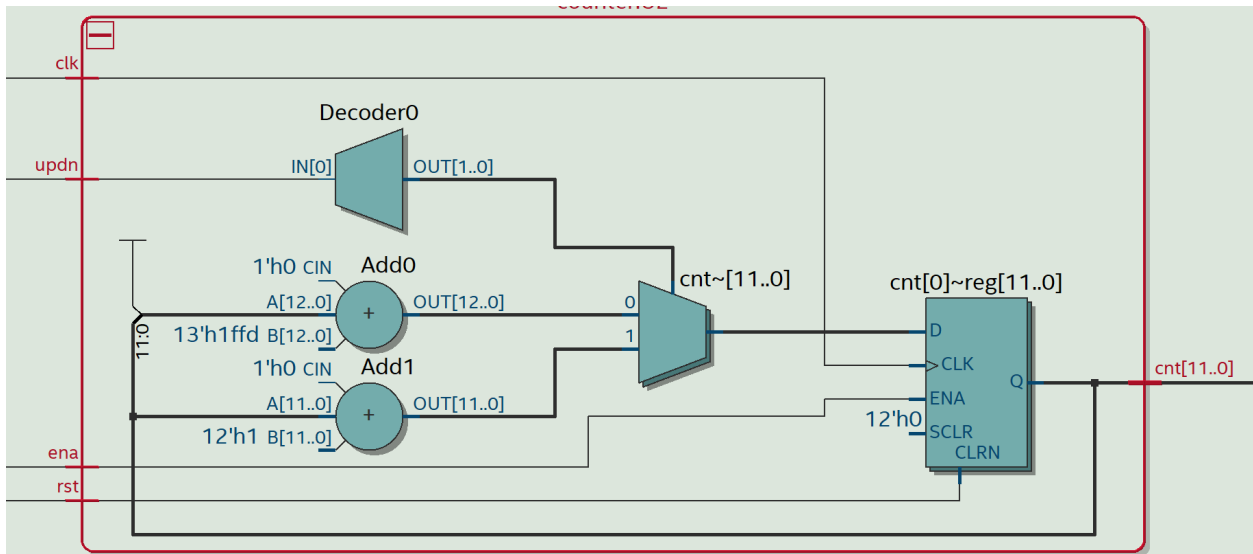 clk
Decoder0
updn
IN[0]
OUT[1..0]
1'h0 CIN
Add0
cnt~[11..0]
cnt[0]~reg[11..0]
A[12..0]
+
OUT[12..0]
0
13'h1ffd B[12..0]
11:0
1
D
1'h0 CIN
Add1
CLK
cnt[11..0]
Q
A[11..0]
+
OUT[11..0]
ENA
12'h1 B[11..0]
12'h0
SCLR
ena
CLRN
rst